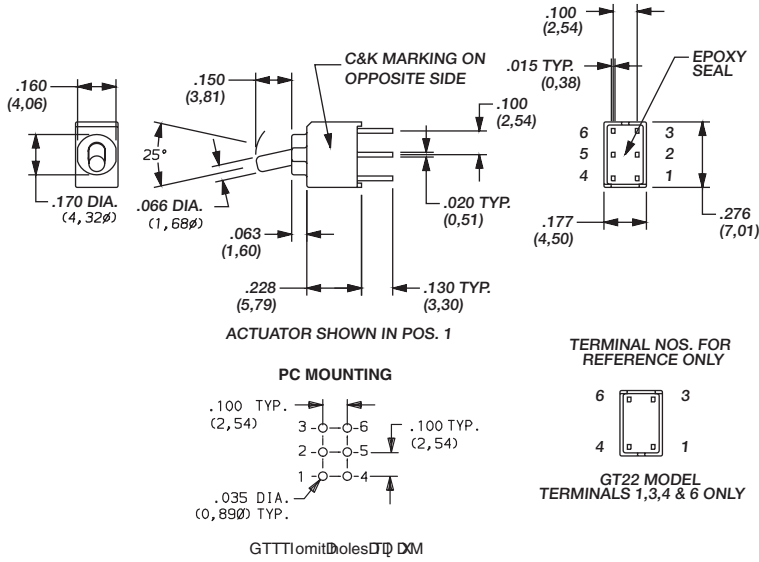 .160
(4,06)
.150
(3,81)
C&K MARKING ON
OPPOSITE SIDE
.100
(2,54)
25°
.170 DIA.
(4,32ø)
.066 DIA.
(1,68ø)
.063
(1,60)
.020 TYP.
(0,51)
.228
(5,79)
.130 TYP.
(3,30)
ACTUATOR SHOWN IN POS. 1
.100
(2,54)
.015 TYP.
(0,38)
EPOXY
SEAL
6 3
5 2
4 1
.177
(4,50)
.276
(7,01)
PC MOUNTING
.100 TYP.
(2,54)
3 6
2 5
1 4
.100 TYP.
(2,54)
.035 DIA.
(0,89Ø) TYP.
TERMINAL NOS. FOR
REFERENCE ONLY
6 3
4 1
GT22 MODEL
TERMINALS 1,3,4 & 6 ONLY